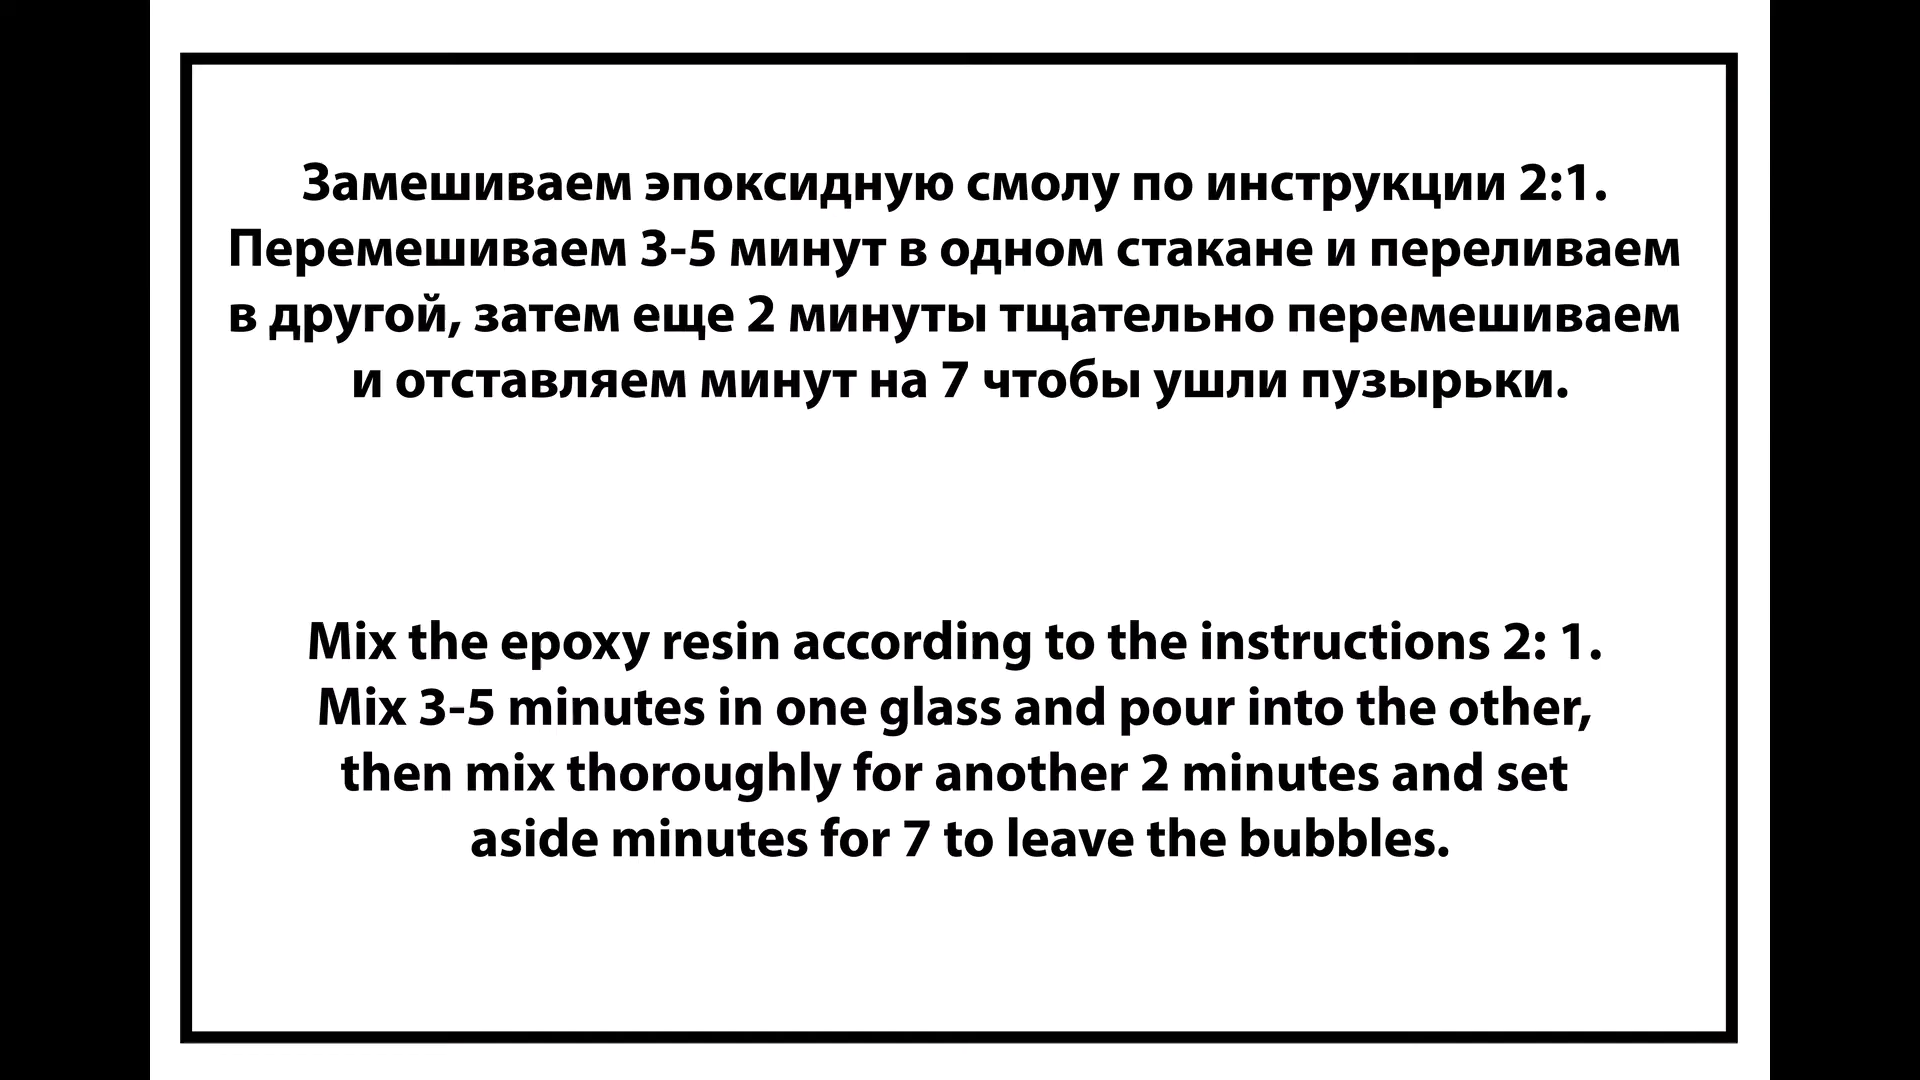 Замешиваем эпоксидную смолу по инструкции 2:1.
Перемешиваем 3-5 минут в одном стакане и переливаем
в другой, затем еще 2 минуты тщательно перемешиваем
и отставляем минут на 7 чтобы ушли пузырьки.
Mix the epoxy resin according to the instructions 2: 1.
Mix 3-5 minutes in one glass and pour into the other,
then mix thoroughly for another 2 minutes and set
aside minutes for 7 to leave the bubbles.